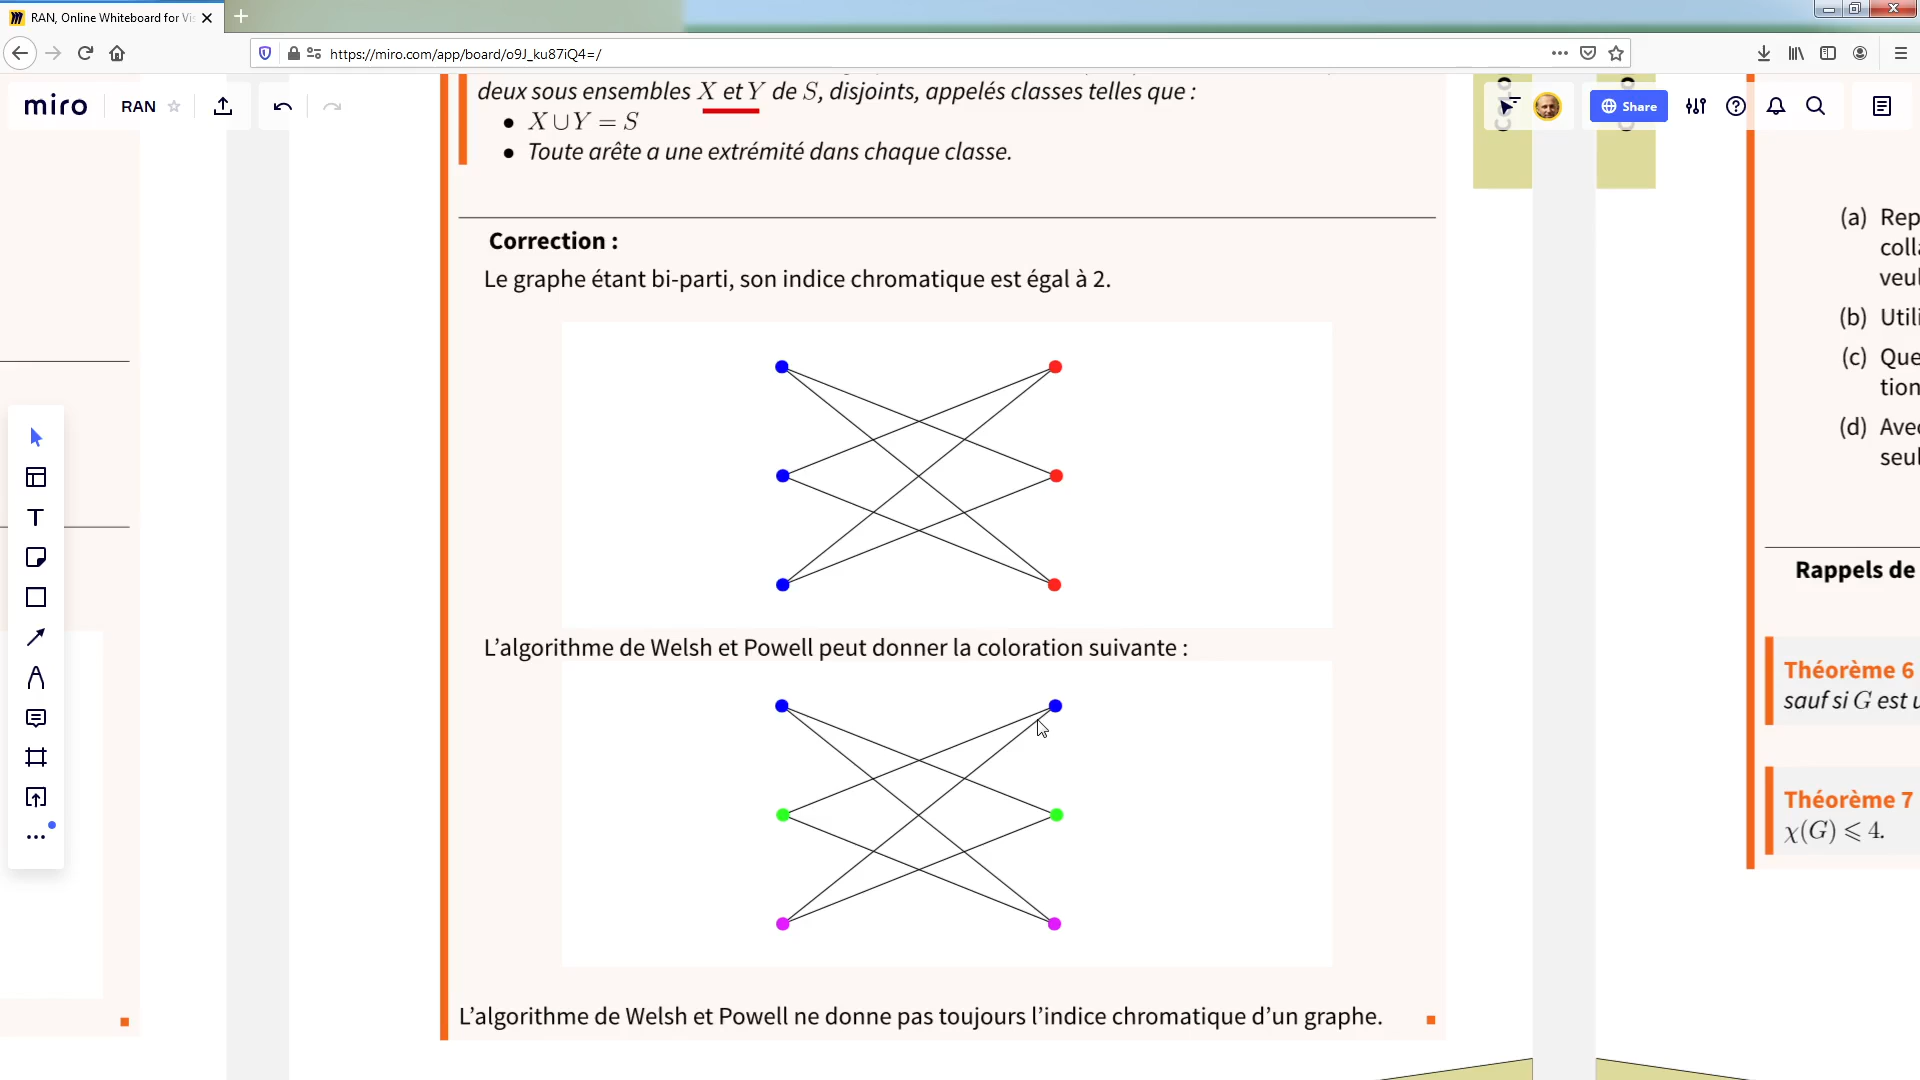 RAN, Online Whiteboard for Vis
https://miro.com/app/board/o9J_ku87iQ4=/
miro
RAN
Share
deux sous ensembles X et Y de S, disjoints, appelés classes telles que :
• X ∪ Y = S
• Toute arête a une extrémité dans chaque classe.
Correction :
Le graphe étant bi-parti, son indice chromatique est égal à 2.
L’algorithme de Welsh et Powell peut donner la coloration suivante :
L’algorithme de Welsh et Powell ne donne pas toujours l’indice chromatique d’un graphe.
(a) Rep
colla
veul
(b) Utili
(c) Que
tion
(d) Avec
seul
Rappels de
Théorème 6
sauf si G est u
Théorème 7
χ(G) ⩽ 4.